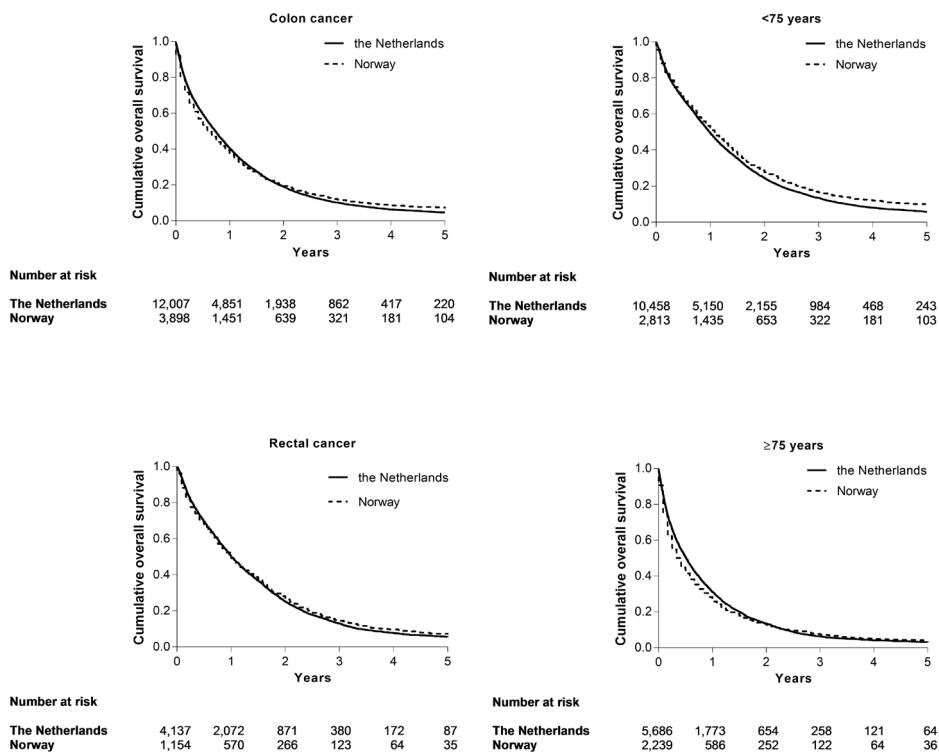 Colon cancer
the Netherlands
Norway
Cumulative overall survival
1.0
0.8
0.6
0.4
0.2
0.0
0 1 2 3 4 5
Years
Number at risk
The Netherlands 12,007 4,851 1,938 862 417 220
Norway 3,898 1,451 639 321 181 104
<75 years
the Netherlands
Norway
Cumulative overall survival
1.0
0.8
0.6
0.4
0.2
0.0
0 1 2 3 4 5
Years
Number at risk
The Netherlands 10,458 5,150 2,155 984 468 243
Norway 2,813 1,435 653 322 181 103
Rectal cancer
the Netherlands
Norway
Cumulative overall survival
1.0
0.8
0.6
0.4
0.2
0.0
0 1 2 3 4 5
Years
Number at risk
The Netherlands 4,137 2,072 871 380 172 87
Norway 1,154 570 266 123 64 35
≥75 years
the Netherlands
Norway
Cumulative overall survival
1.0
0.8
0.6
0.4
0.2
0.0
0 1 2 3 4 5
Years
Number at risk
The Netherlands 5,686 1,773 654 258 121 64
Norway 2,239 586 252 122 64 36